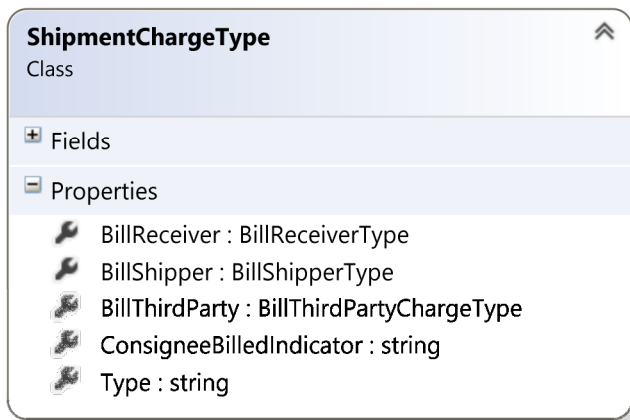 ShipmentChargeType
Class
Fields
Properties
BillReceiver : BillReceiverType
BillShipper : BillShipperType
BillThirdParty : BillThirdPartyChargeType
ConsigneeBilledIndicator : string
Type : string